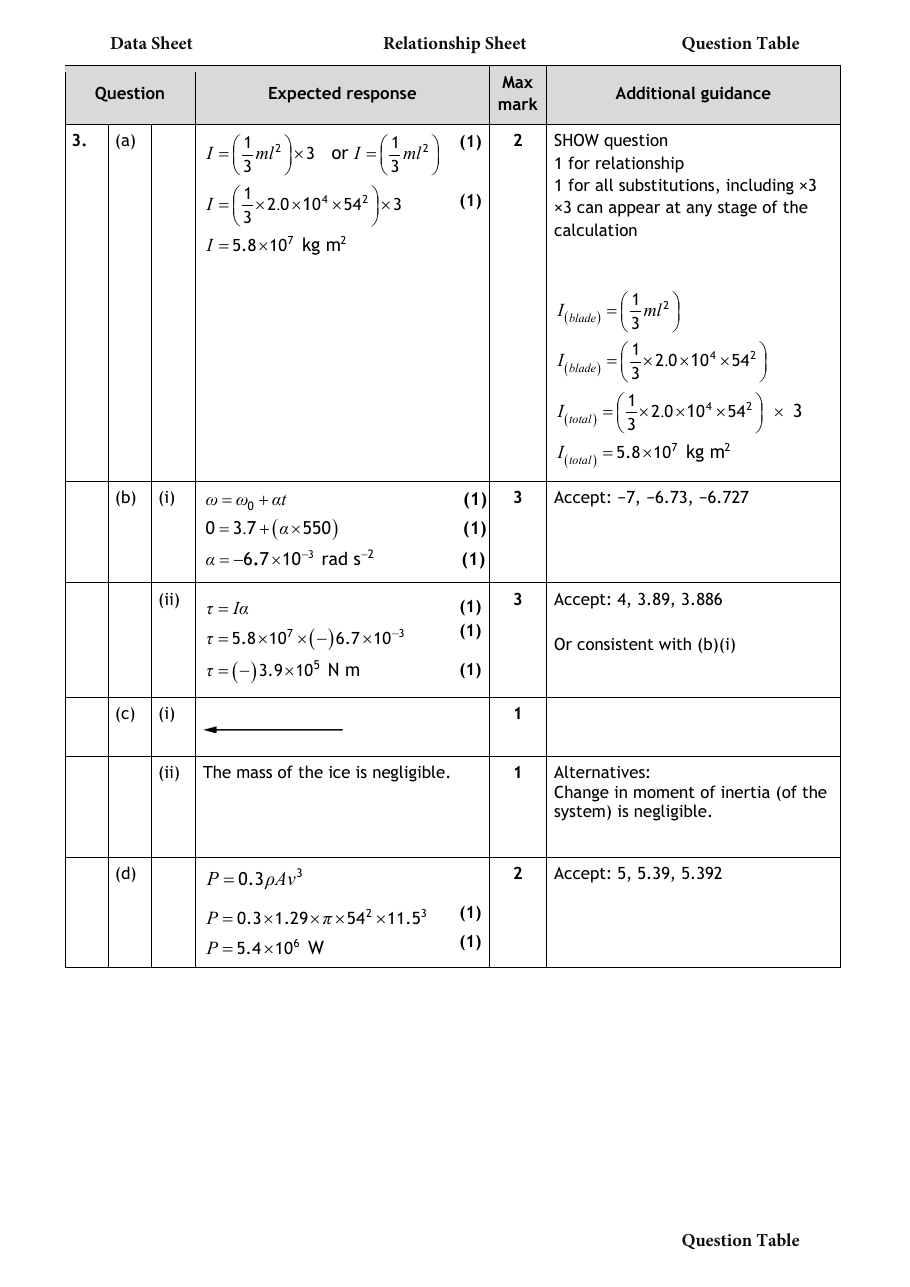 Data Sheet Relationship Sheet Question Table
Question Expected response Max mark Additional guidance
3. (a) I = (1/3 ml²) × 3 or I = (1/3 ml²) (1) 2 SHOW question
1 for relationship
1 for all substitutions, including ×3
×3 can appear at any stage of the
calculation
I = (1/3 × 2.0 × 10⁴ × 54²) × 3 (1)
I = 5.8 × 10⁷ kg m²
I₍blade₎ = (1/3 ml²)
I₍blade₎ = (1/3 × 2.0 × 10⁴ × 54²)
I₍total₎ = (1/3 × 2.0 × 10⁴ × 54²) × 3
I₍total₎ = 5.8 × 10⁷ kg m²
(b) (i) ω = ω₀ + αt (1) 3 Accept: −7, −6.73, −6.727
0 = 3.7 + (α × 550) (1)
α = −6.7 × 10⁻³ rad s⁻² (1)
(ii) τ = Iα (1) 3 Accept: 4, 3.89, 3.886
τ = 5.8 × 10⁷ × (−)6.7 × 10⁻³ (1)
Or consistent with (b)(i)
τ = (−)3.9 × 10⁵ N m (1)
(c) (i) 1
(ii) The mass of the ice is negligible. 1 Alternatives:
Change in moment of inertia (of the
system) is negligible.
(d) P = 0.3ρAv³ 2 Accept: 5, 5.39, 5.392
P = 0.3 × 1.29 × π × 54² × 11.5³ (1)
P = 5.4 × 10⁶ W (1)
Question Table